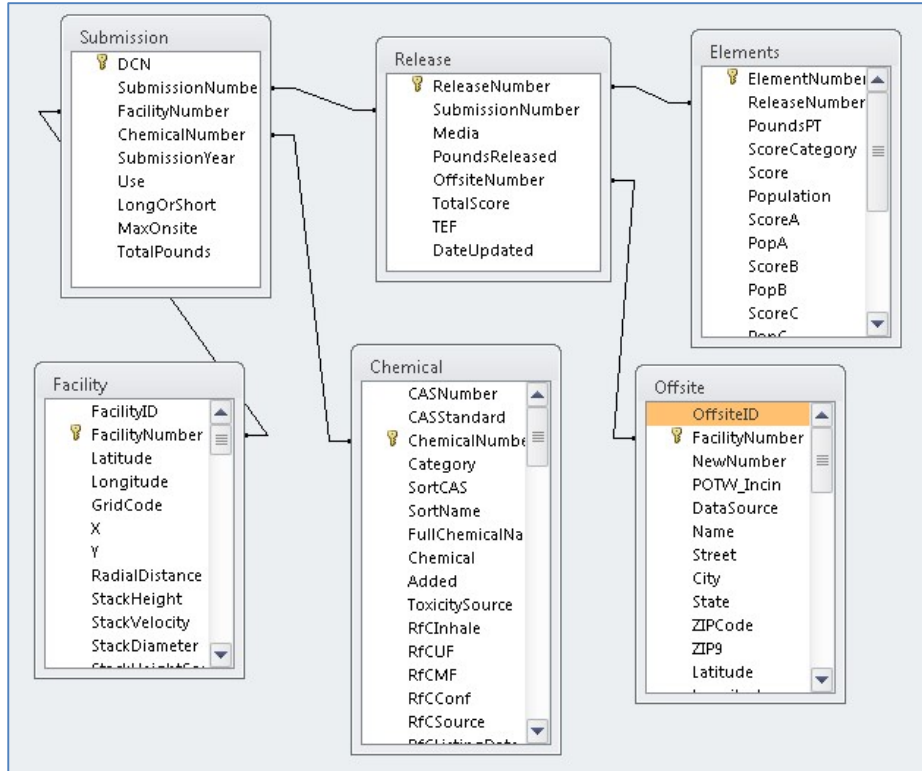 Submission
DCN
SubmissionNumbe
FacilityNumber
ChemicalNumber
SubmissionYear
Use
LongOrShort
MaxOnsite
TotalPounds
Release
ReleaseNumber
SubmissionNumber
Media
PoundsReleased
OffsiteNumber
TotalScore
TEF
DateUpdated
Elements
ElementNumber
ReleaseNumber
PoundsPT
ScoreCategory
Score
Population
ScoreA
PopA
ScoreB
PopB
ScoreC
PopC
Facility
FacilityID
FacilityNumber
Latitude
Longitude
GridCode
X
Y
RadialDistance
StackHeight
StackVelocity
StackDiameter
Chemical
CASNumber
CASStandard
ChemicalNumbe
Category
SortCAS
SortName
FullChemicalNa
Chemical
Added
ToxicitySource
RfCInhale
RfCUF
RfCMF
RfCConf
RfCSource
RfCListingDate
Offsite
OffsiteID
FacilityNumber
NewNumber
POTW_Incin
DataSource
Name
Street
City
State
ZIPCode
ZIP9
Latitude